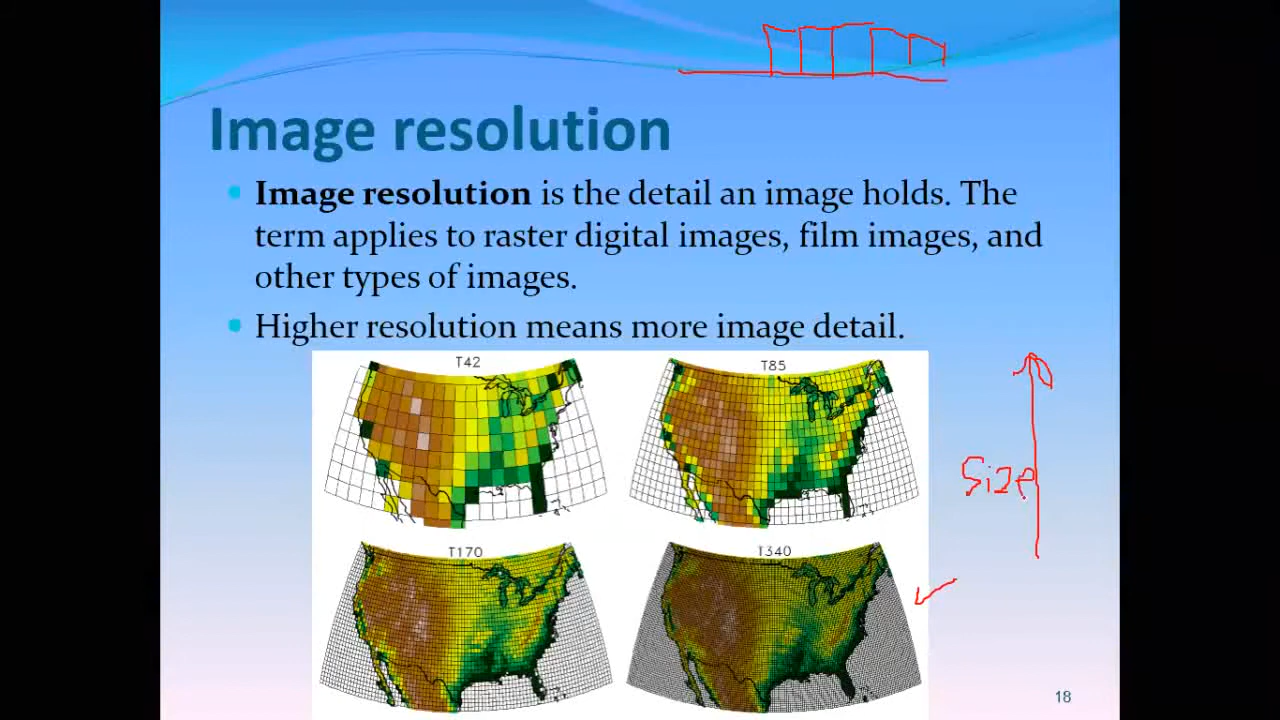 Image resolution
Image resolution is the detail an image holds. The
term applies to raster digital images, film images, and
other types of images.
Higher resolution means more image detail.
T42
T85
Size
T170
T340
18